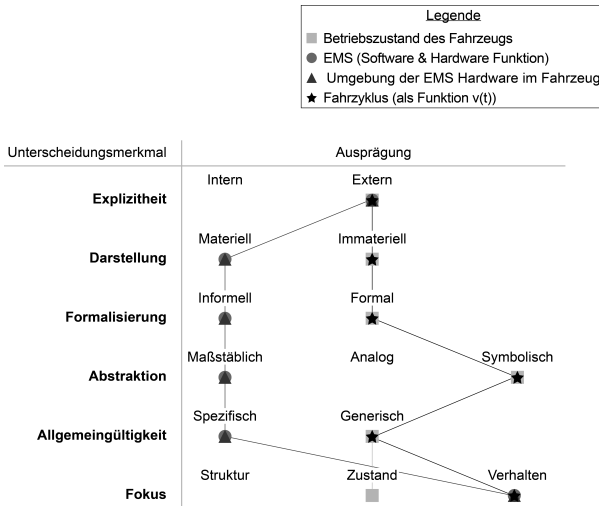 Legende
Betriebszustand des Fahrzeugs
EMS (Software & Hardware Funktion)
Umgebung der EMS Hardware im Fahrzeug
Fahrzyklus (als Funktion v(t))
Unterscheidungsmerkmal Ausprägung
Intern Extern
Explizitheit
Materiell Immateriell
Darstellung
Informell Formal
Formalisierung
Maßstäblich Analog Symbolisch
Abstraktion
Spezifisch Generisch
Allgemeingültigkeit
Struktur Zustand Verhalten
Fokus